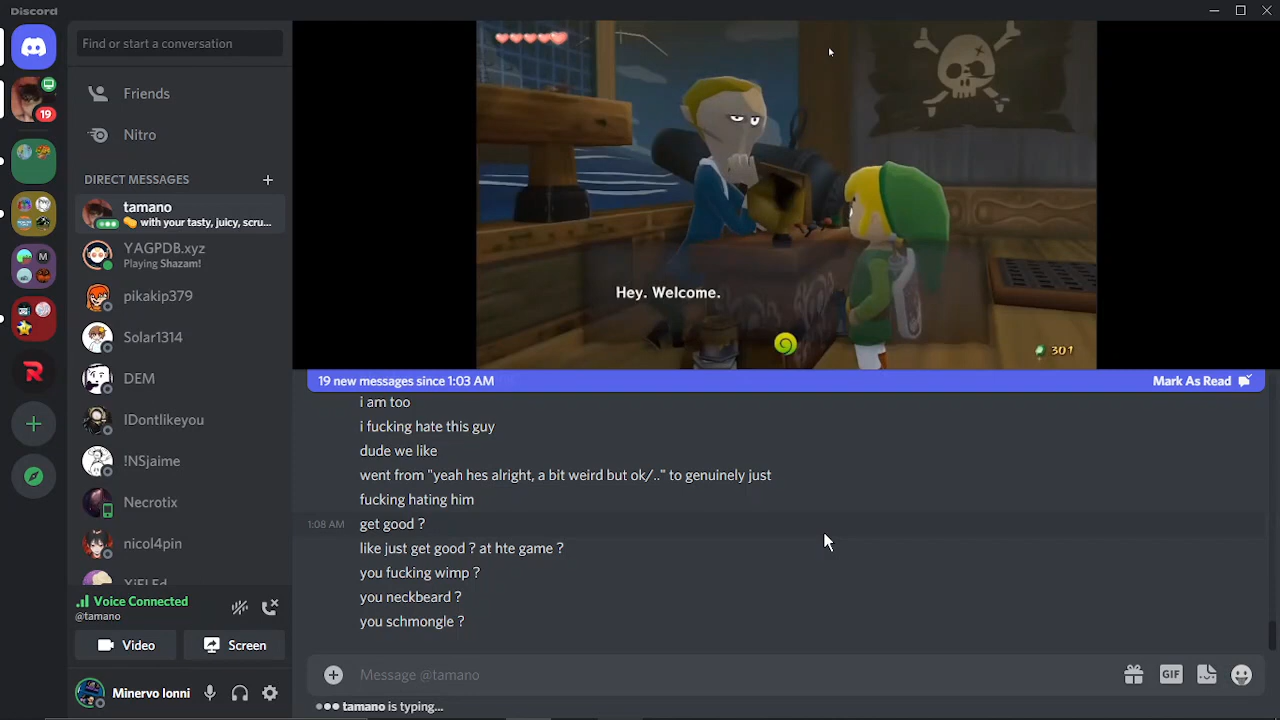 Discord
Find or start a conversation
19
Friends
Nitro
DIRECT MESSAGES
tamano
with your tasty, juicy, scru...
YAGPDB.xyz
Playing Shazam!
pikakip379
Solar1314
DEM
IDontlikeyou
!NSjaime
Necrotix
nicol4pin
XiFLFd
Voice Connected
@tamano
Video
Screen
Minervo Ionni
Hey. Welcome.
301
19 new messages since 1:03 AM
Mark As Read
i am too
i fucking hate this guy
dude we like
went from "yeah hes alright, a bit weird but ok/.." to genuinely just
fucking hating him
1:08 AM
get good ?
like just get good ? at hte game ?
you fucking wimp ?
you neckbeard ?
you schmongle ?
Message @tamano
GIF
tamano is typing...